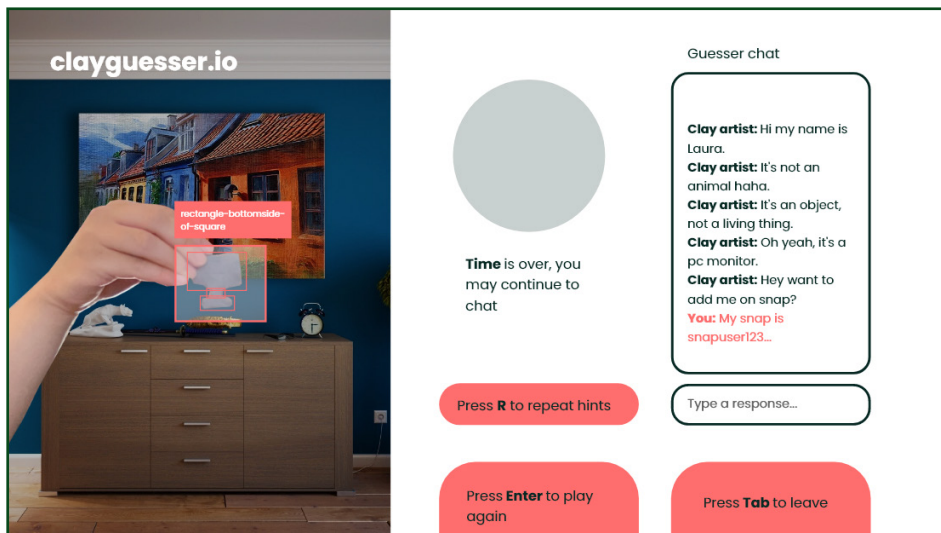 clayguesser.io
rectangle-bottomside-
of-square
Time is over, you
may continue to
chat
Press R to repeat hints
Press Enter to play
again
Guesser chat
Clay artist: Hi my name is
Laura.
Clay artist: It's not an
animal haha.
Clay artist: It's an object,
not a living thing.
Clay artist: Oh yeah, it's a
pc monitor.
Clay artist: Hey want to
add me on snap?
You: My snap is
snapuser123...
Type a response...
Press Tab to leave